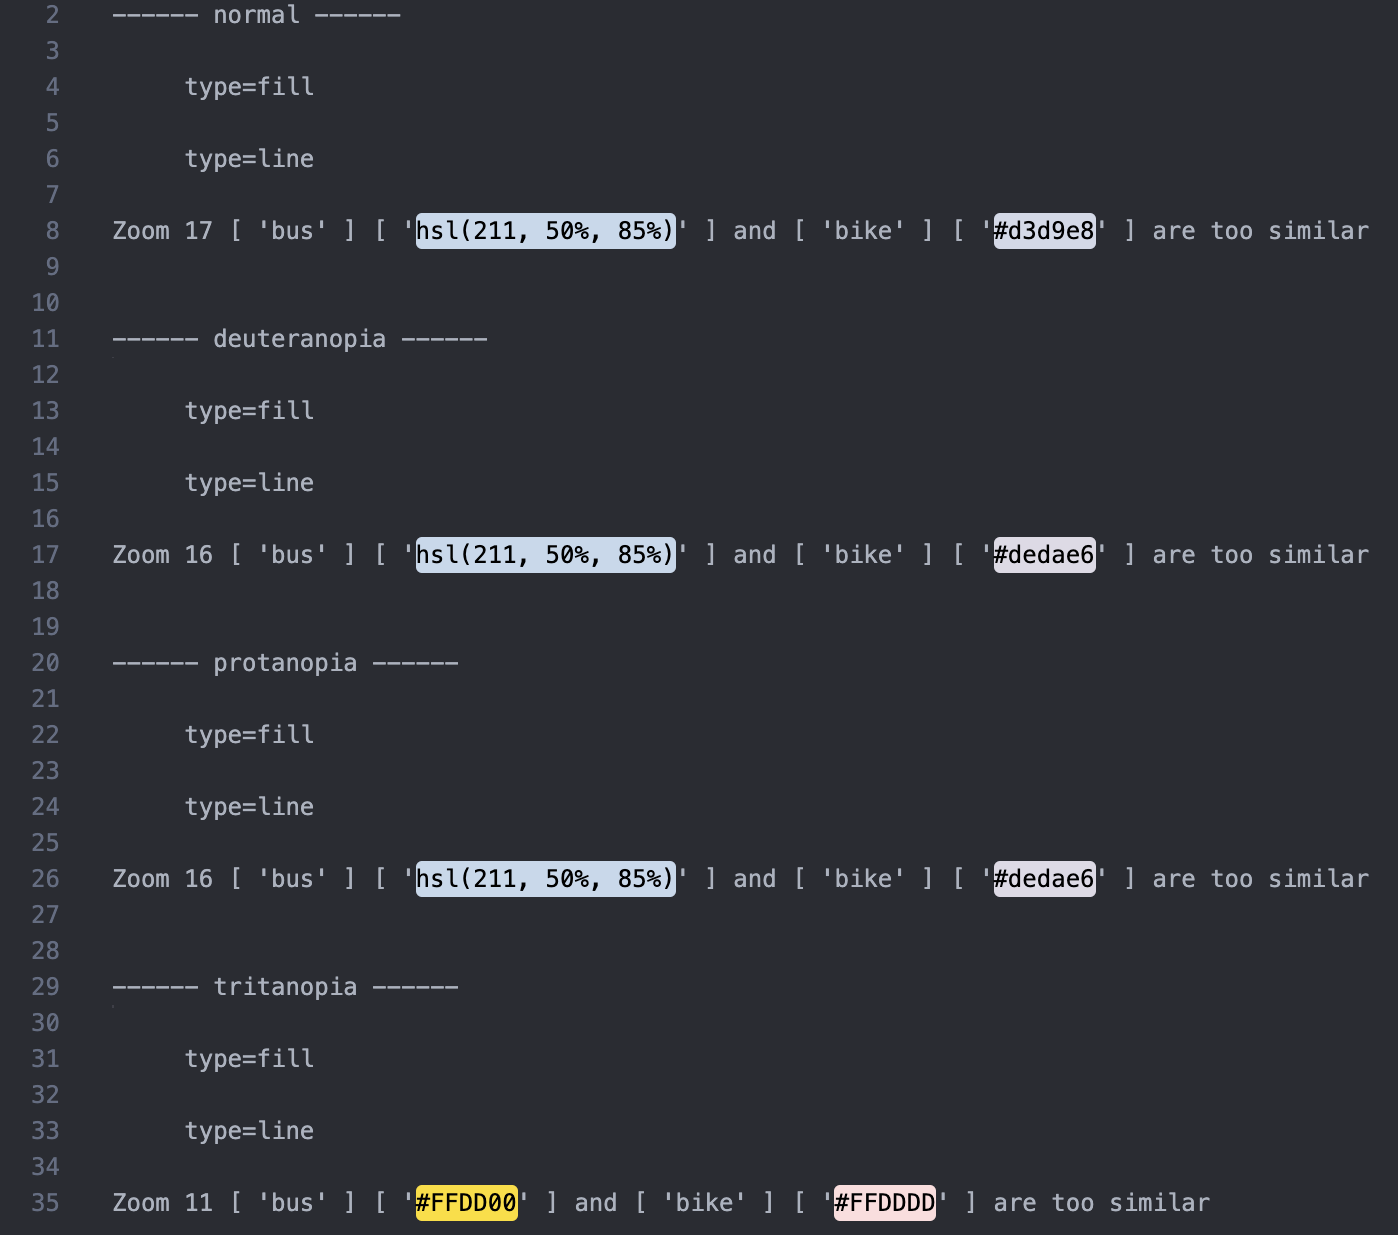 2 ------ normal ------
3
4 type=fill
5
6 type=line
7
8 Zoom 17 [ 'bus' ] [ 'hsl(211, 50%, 85%)' ] and [ 'bike' ] [ '#d3d9e8' ] are too similar
9
10
11 ------ deuteranopia ------
12
13 type=fill
14
15 type=line
16
17 Zoom 16 [ 'bus' ] [ 'hsl(211, 50%, 85%)' ] and [ 'bike' ] [ '#dedae6' ] are too similar
18
19
20 ------ protanopia ------
21
22 type=fill
23
24 type=line
25
26 Zoom 16 [ 'bus' ] [ 'hsl(211, 50%, 85%)' ] and [ 'bike' ] [ '#dedae6' ] are too similar
27
28
29 ------ tritanopia ------
30
31 type=fill
32
33 type=line
34
35 Zoom 11 [ 'bus' ] [ '#FFDD00' ] and [ 'bike' ] [ '#FFDDDD' ] are too similar